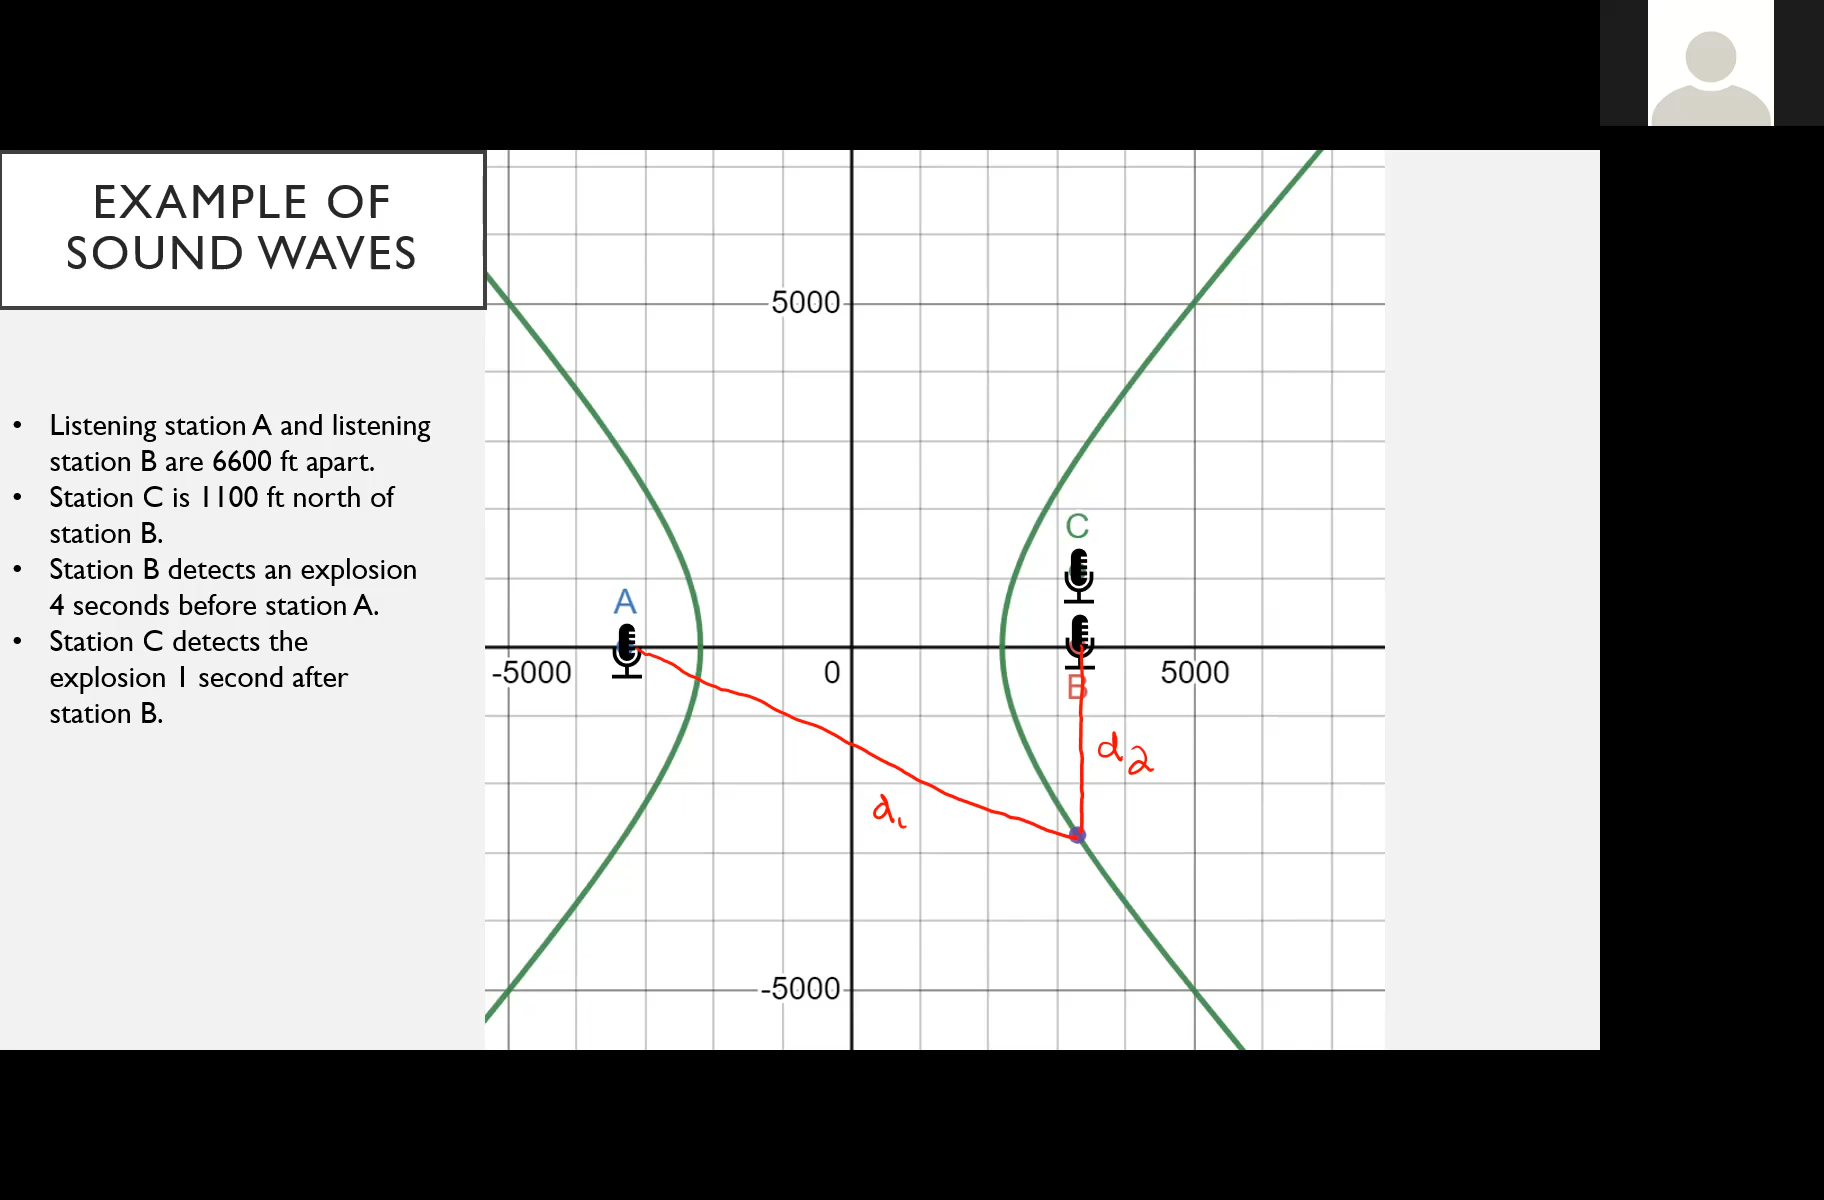 EXAMPLE OF
SOUND WAVES
• Listening station A and listening
station B are 6600 ft apart.
• Station C is 1100 ft north of
station B.
• Station B detects an explosion
4 seconds before station A.
• Station C detects the
explosion 1 second after
station B.
5000
C
A
-5000
0
5000
B
d2
d1
-5000